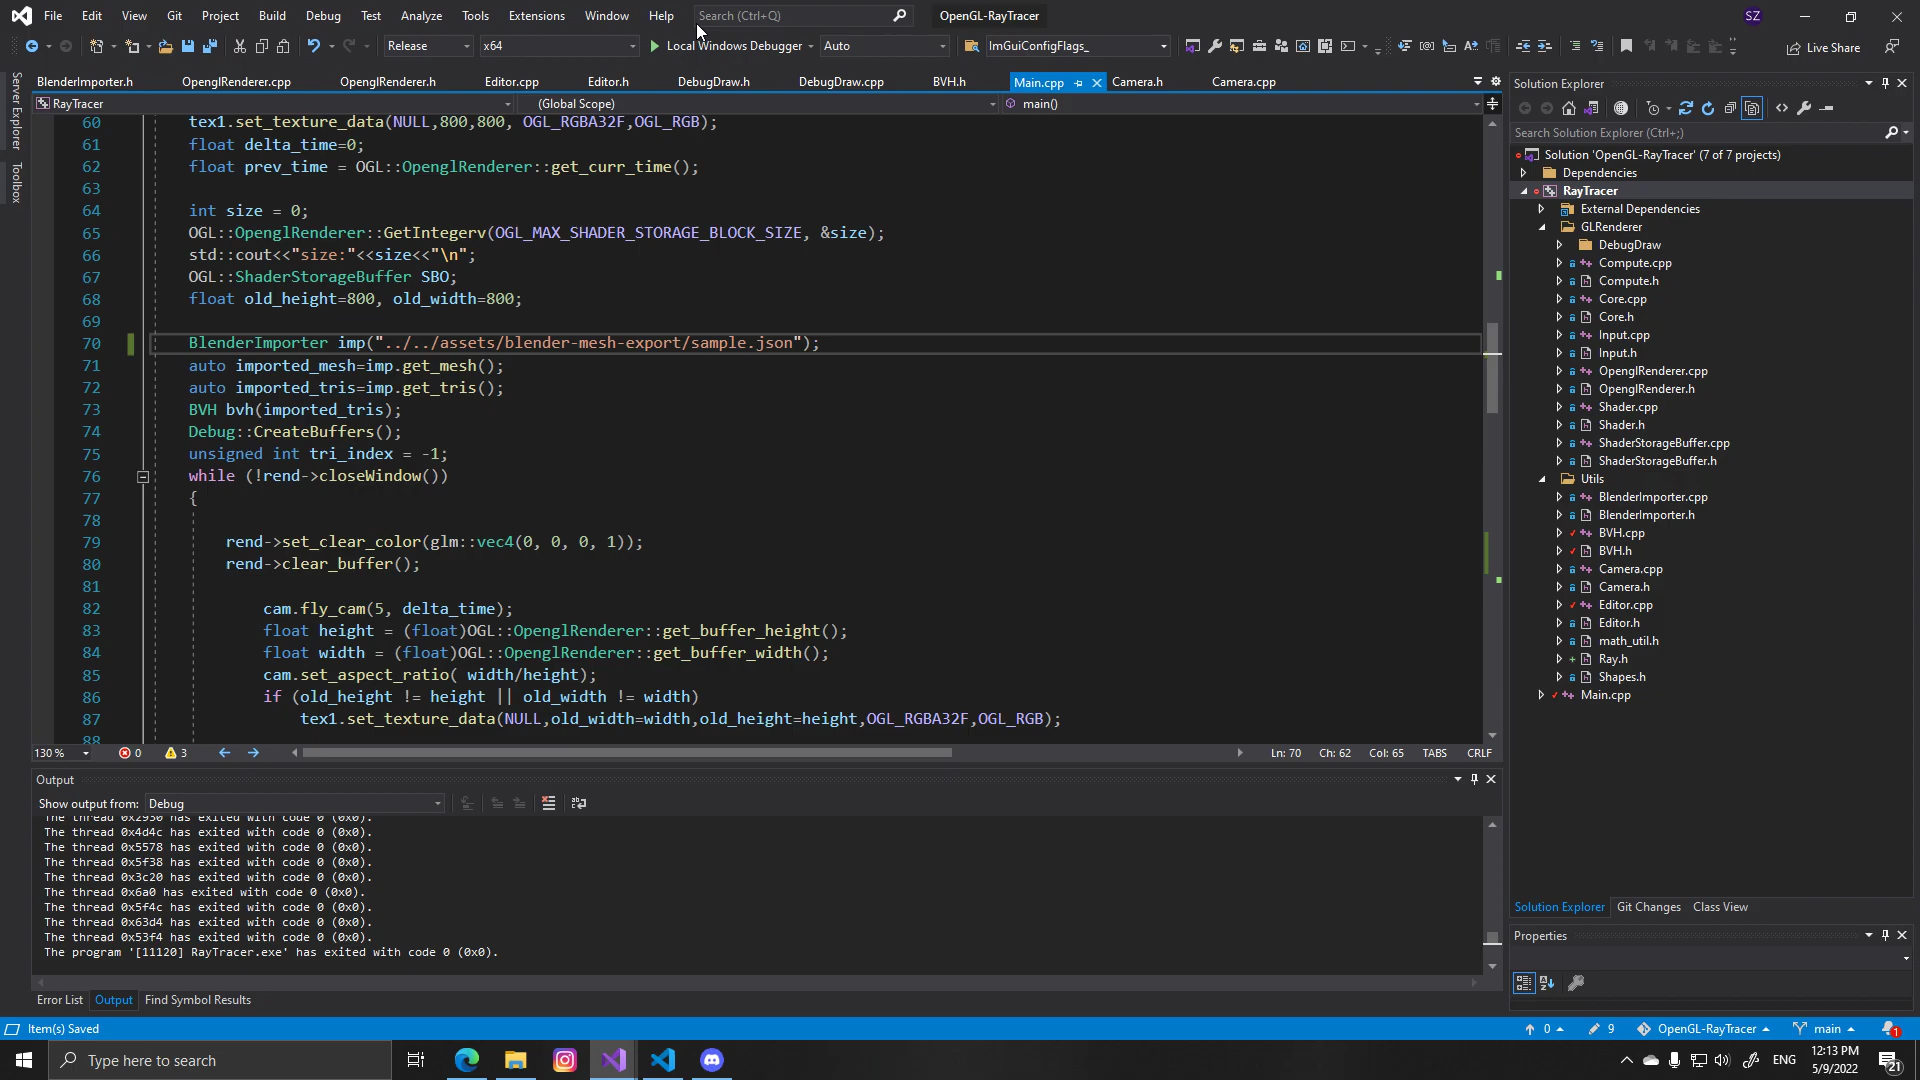 File Edit View Git Project Build Debug Test Analyze Tools Extensions Window Help Search (Ctrl+Q) OpenGL-RayTracer SZ
Release x64 Local Windows Debugger Auto ImGuiConfigFlags_ Live Share
Server Explorer
Toolbox
BlenderImporter.h OpenglRenderer.cpp OpenglRenderer.h Editor.cpp Editor.h DebugDraw.h DebugDraw.cpp BVH.h Main.cpp Camera.h Camera.cpp
RayTracer (Global Scope) main()
60 tex1.set_texture_data(NULL,800,800, OGL_RGBA32F,OGL_RGB);
61 float delta_time=0;
62 float prev_time = OGL::OpenglRenderer::get_curr_time();
63
64 int size = 0;
65 OGL::OpenglRenderer::GetIntegerv(OGL_MAX_SHADER_STORAGE_BLOCK_SIZE, &size);
66 std::cout<<"size:"<<size<<"\n";
67 OGL::ShaderStorageBuffer SBO;
68 float old_height=800, old_width=800;
69
70 BlenderImporter imp("../../assets/blender-mesh-export/sample.json");
71 auto imported_mesh=imp.get_mesh();
72 auto imported_tris=imp.get_tris();
73 BVH bvh(imported_tris);
74 Debug::CreateBuffers();
75 unsigned int tri_index = -1;
76 while (!rend->closeWindow())
77 {
78
79 rend->set_clear_color(glm::vec4(0, 0, 0, 1));
80 rend->clear_buffer();
81
82 cam.fly_cam(5, delta_time);
83 float height = (float)OGL::OpenglRenderer::get_buffer_height();
84 float width = (float)OGL::OpenglRenderer::get_buffer_width();
85 cam.set_aspect_ratio( width/height);
86 if (old_height != height || old_width != width)
87 tex1.set_texture_data(NULL,old_width=width,old_height=height,OGL_RGBA32F,OGL_RGB);
88
130 % 0 3 Ln: 70 Ch: 62 Col: 65 TABS CRLF
Output
Show output from: Debug
The thread 0x2930 has exited with code 0 (0x0).
The thread 0x4d4c has exited with code 0 (0x0).
The thread 0x5578 has exited with code 0 (0x0).
The thread 0x5f38 has exited with code 0 (0x0).
The thread 0x3c20 has exited with code 0 (0x0).
The thread 0x6a0 has exited with code 0 (0x0).
The thread 0x5f4c has exited with code 0 (0x0).
The thread 0x63d4 has exited with code 0 (0x0).
The thread 0x53f4 has exited with code 0 (0x0).
The program '[11120] RayTracer.exe' has exited with code 0 (0x0).
Error List Output Find Symbol Results
Solution Explorer
Search Solution Explorer (Ctrl+;)
Solution 'OpenGL-RayTracer' (7 of 7 projects)
Dependencies
RayTracer
External Dependencies
GLRenderer
DebugDraw
Compute.cpp
Compute.h
Core.cpp
Core.h
Input.cpp
Input.h
OpenglRenderer.cpp
OpenglRenderer.h
Shader.cpp
Shader.h
ShaderStorageBuffer.cpp
ShaderStorageBuffer.h
Utils
BlenderImporter.cpp
BlenderImporter.h
BVH.cpp
BVH.h
Camera.cpp
Camera.h
Editor.cpp
Editor.h
math_util.h
Ray.h
Shapes.h
Main.cpp
Solution Explorer Git Changes Class View
Properties
Item(s) Saved 0 9 OpenGL-RayTracer main 1
Type here to search ENG 12:13 PM
5/9/2022 21